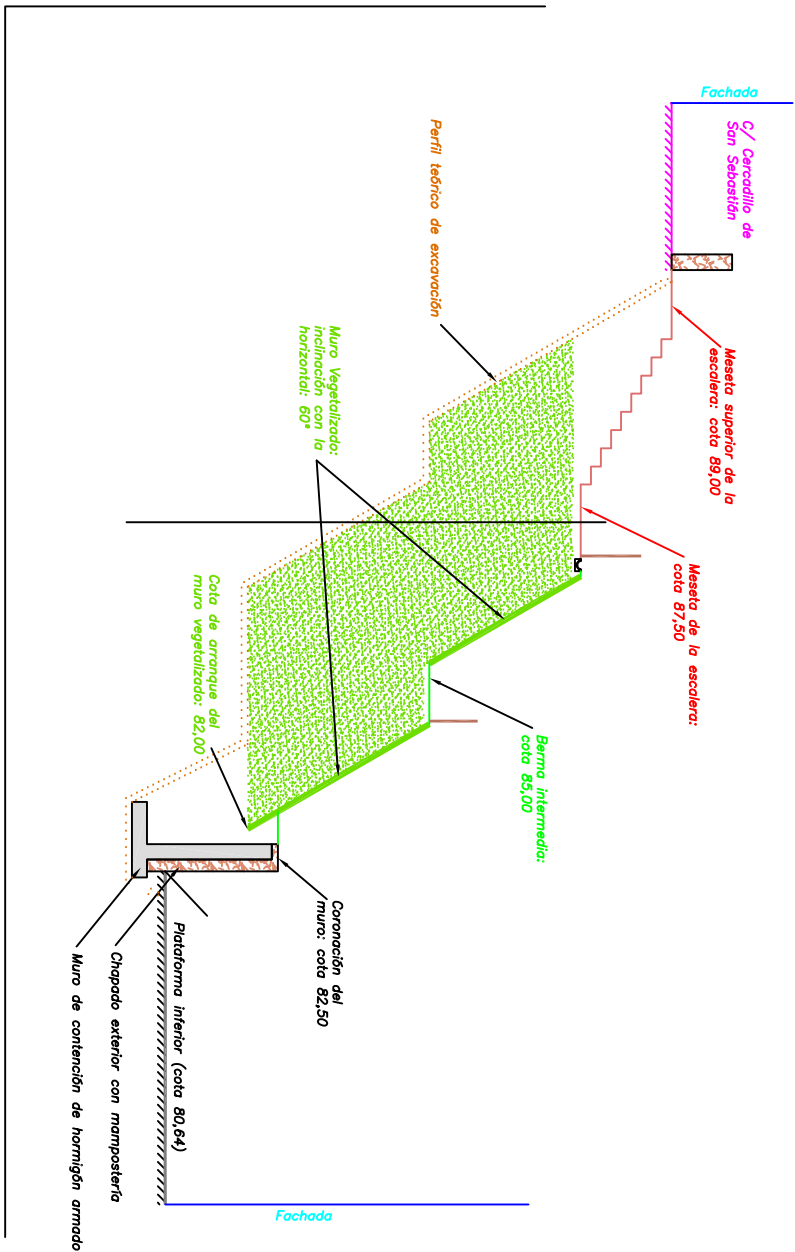 Fachada
C/ Cercadillo de
San Sebastián
Perfil teórico de excavación
Meseta superior de la
escalera: cota 89,00
Muro Vegetalizado:
inclinación con la
horizontal: 60°
Meseta de la escalera:
cota 87,50
Cota de arranque del
muro vegetalizado: 82,00
Berma intermedia:
cota 85,00
Coronación del
muro: cota 82,50
Plataforma inferior (cota 80,64)
Chapado exterior con mampostería
Muro de contención de hormigón armado
Fachada